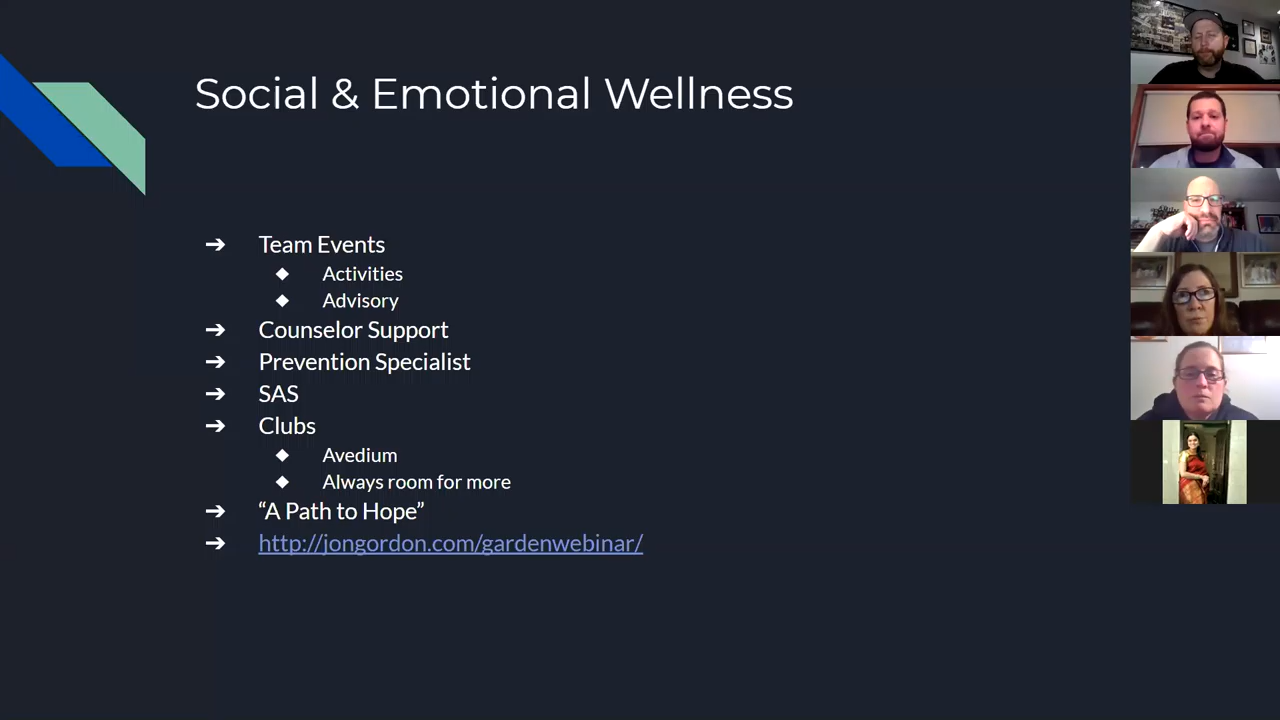 Social & Emotional Wellness
➔ Team Events
◆ Activities
◆ Advisory
➔ Counselor Support
➔ Prevention Specialist
➔ SAS
➔ Clubs
◆ Avedium
◆ Always room for more
➔ “A Path to Hope”
➔ http://jongordon.com/gardenwebinar/